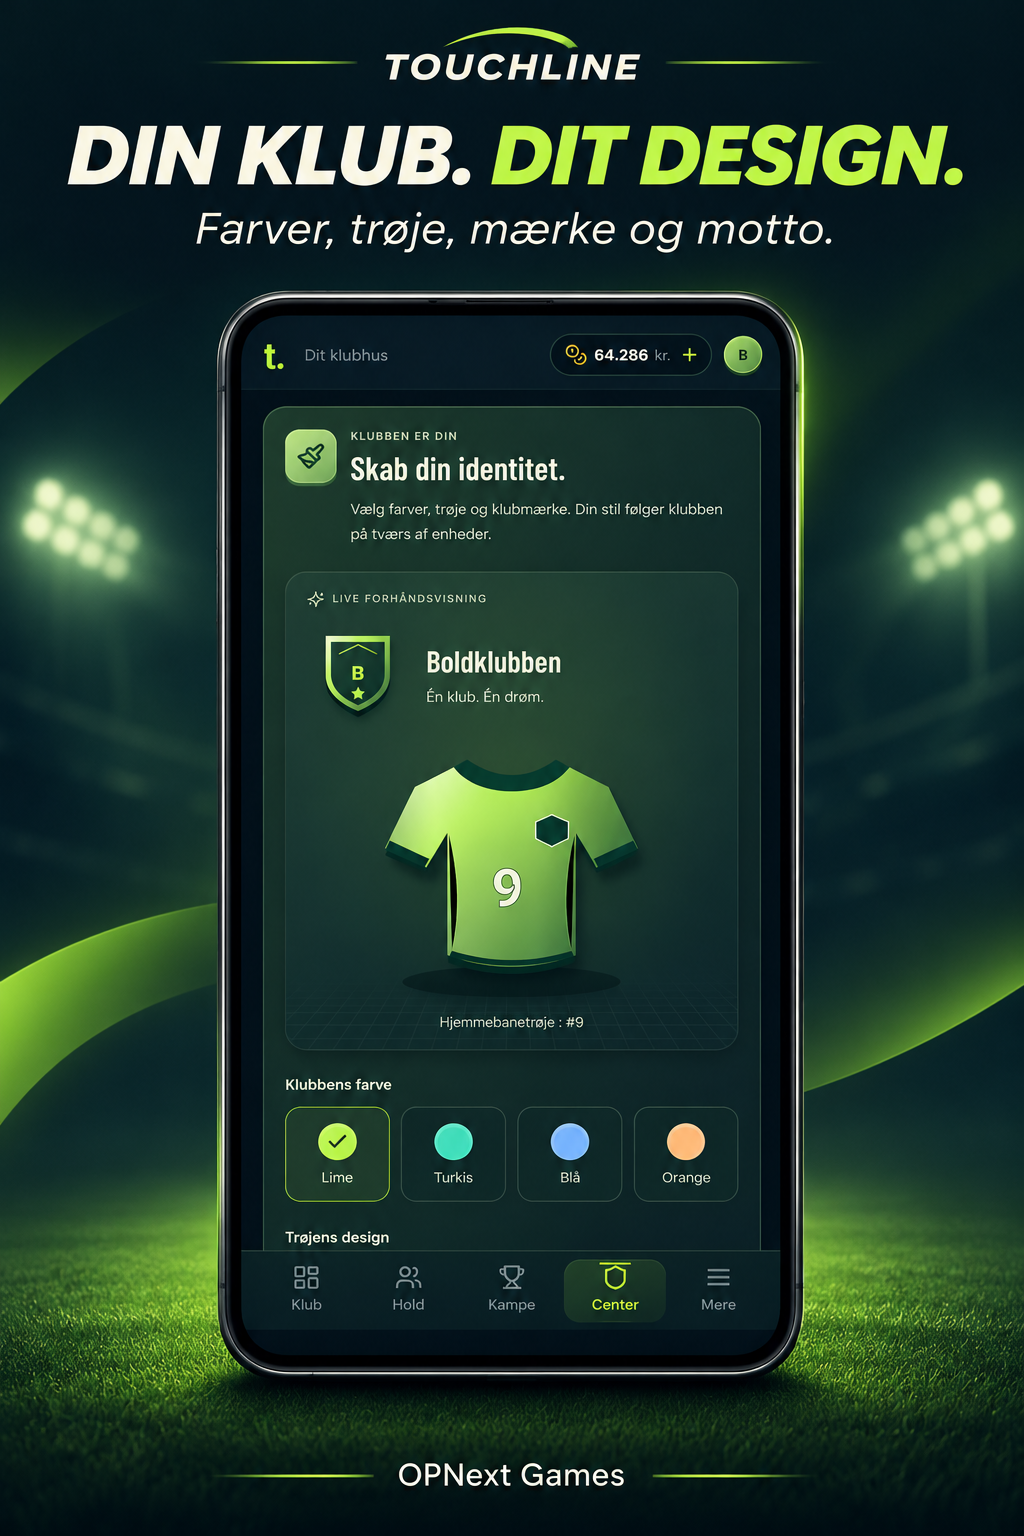 TOUCHLINE
DIN KLUB. DIT DESIGN.
Farver, trøje, mærke og motto.
t. Dit klubhus 64.286 kr. + B
KLUBBEN ER DIN
Skab din identitet.
Vælg farver, trøje og klubmærke. Din stil følger klubben
på tværs af enheder.
LIVE FORHÅNDSVISNING
B
Boldklubben
Én klub. Én drøm.
9
Hjemmebanetrøje : #9
Klubbens farve
Lime Turkis Blå Orange
Trøjens design
Klub Hold Kampe Center Mere
OPNext Games